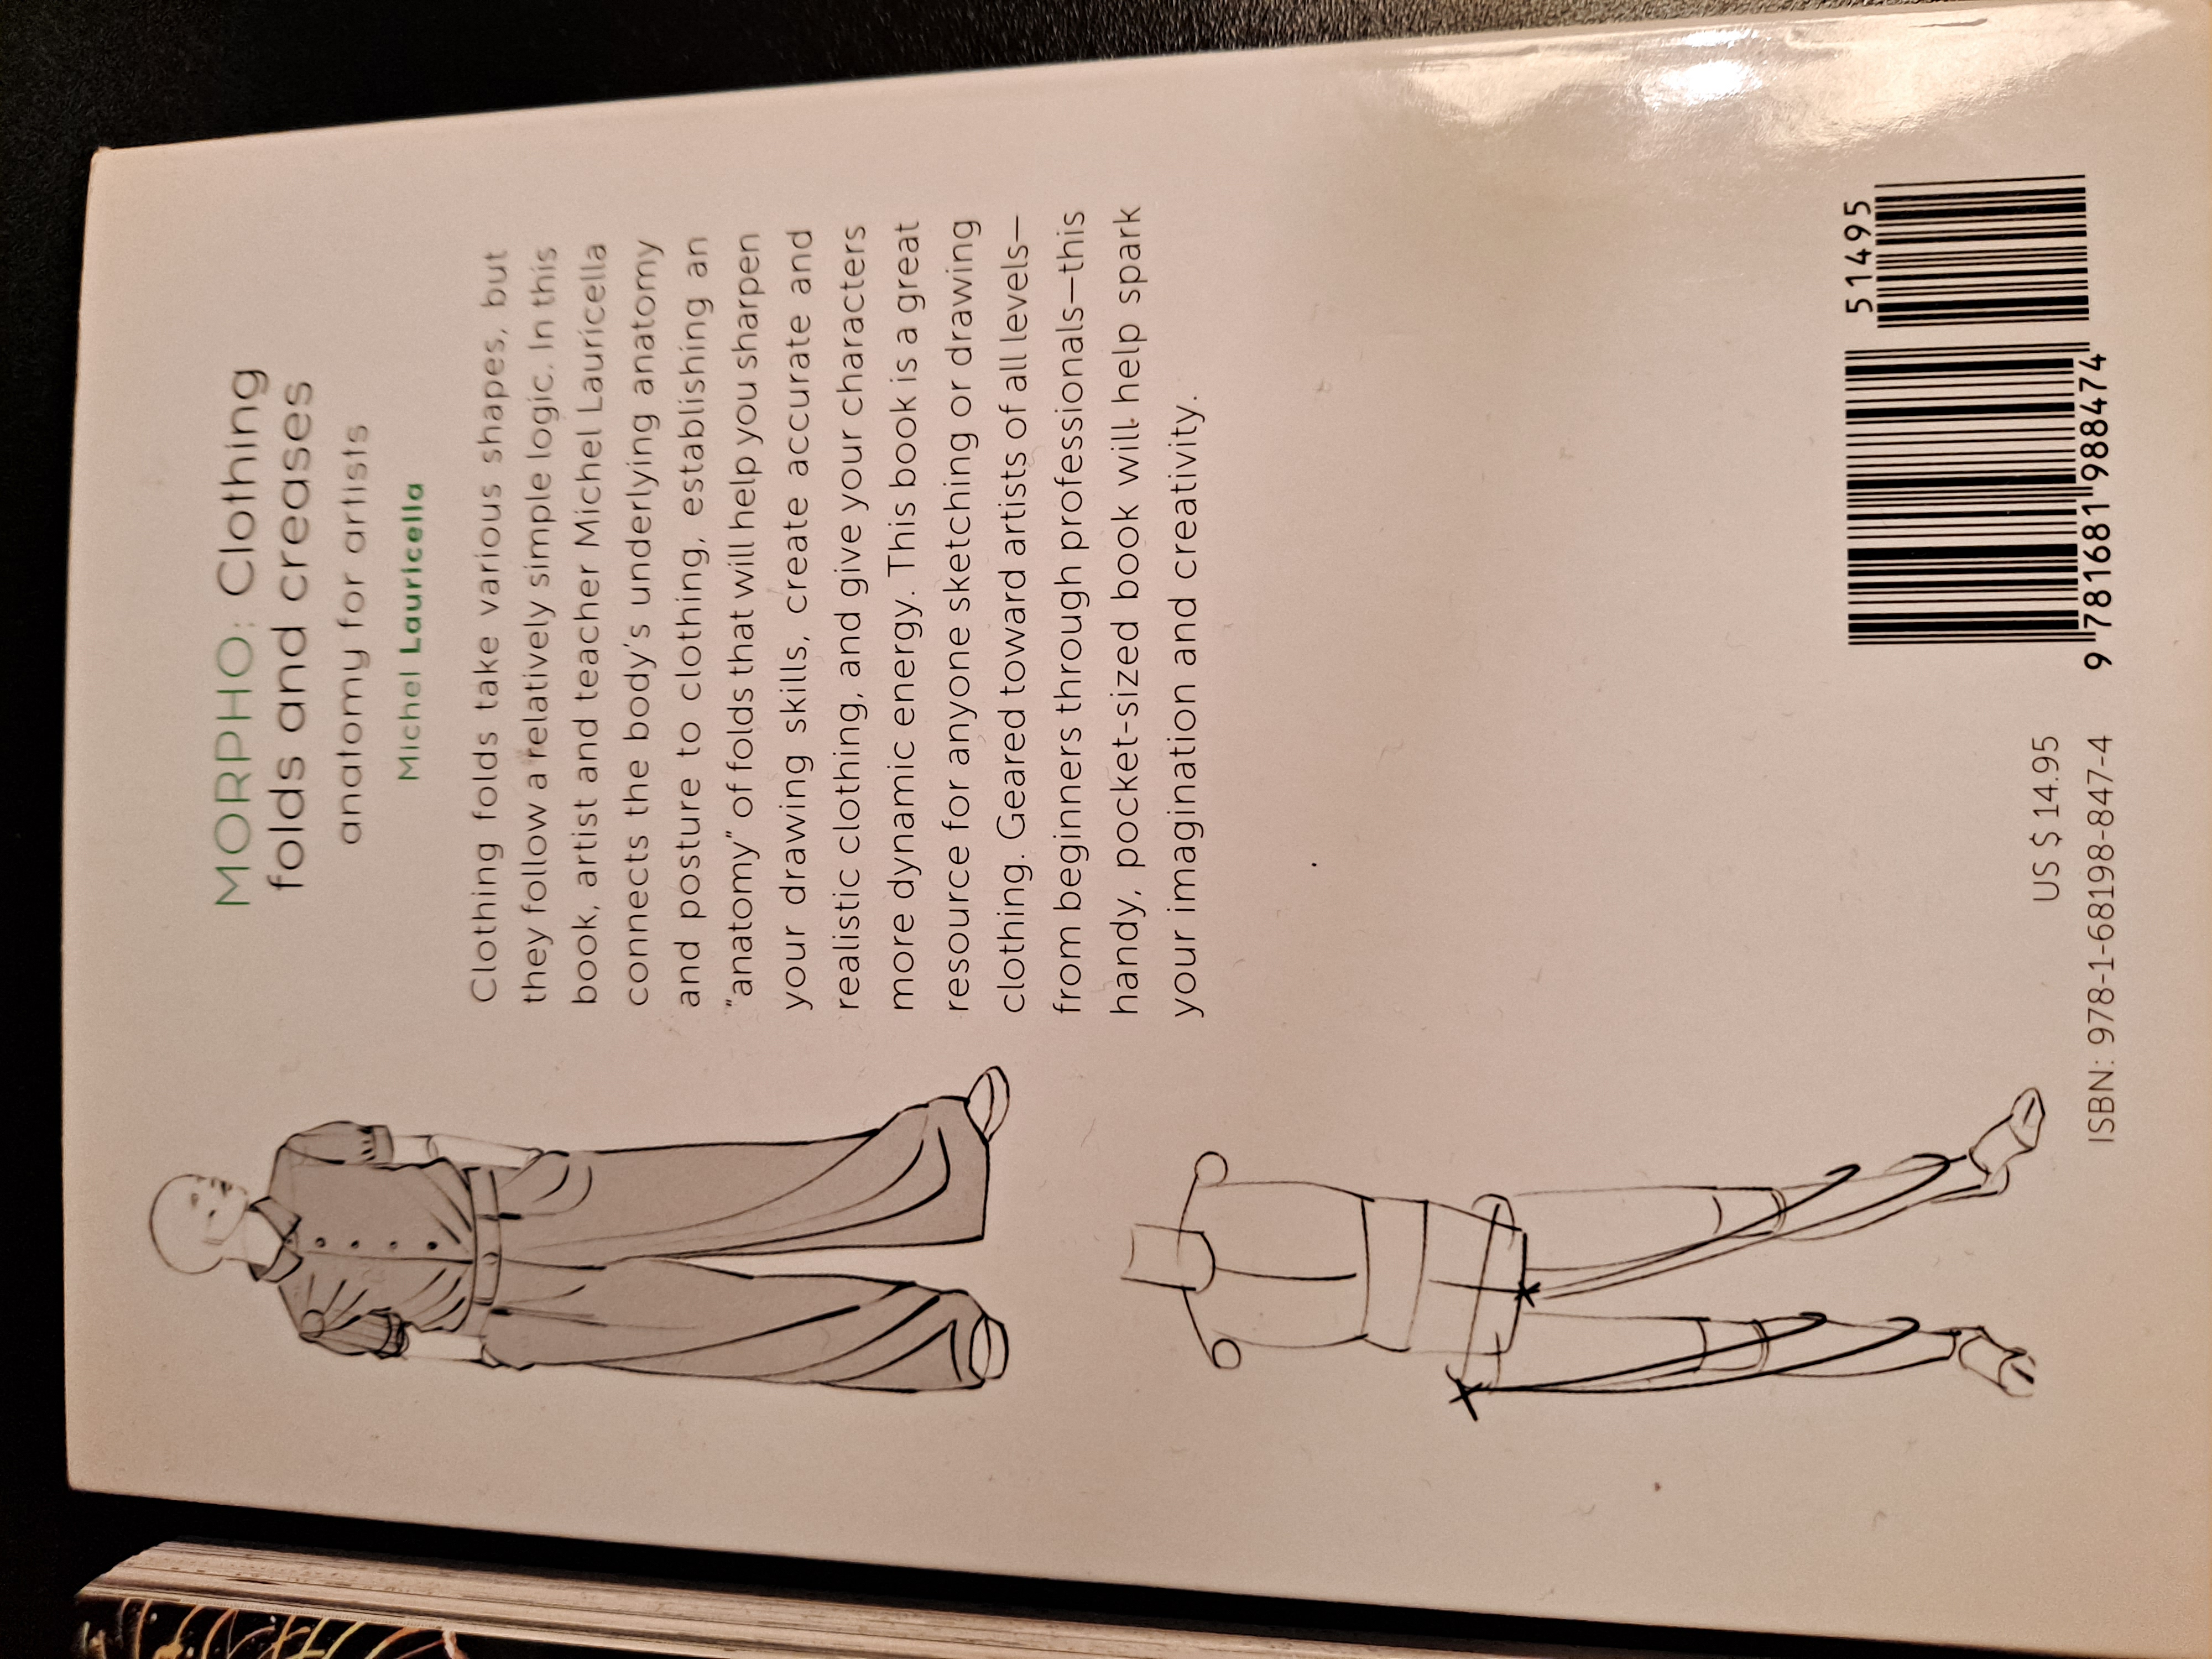 MORPHO: Clothing
folds and creases
anatomy for artists
Michel Lauricella
Clothing folds take various shapes, but
they follow a relatively simple logic. In this
book, artist and teacher Michel Lauricella
connects the body's underlying anatomy
and posture to clothing, establishing an
"anatomy" of folds that will help you sharpen
your drawing skills, create accurate and
realistic clothing, and give your characters
more dynamic energy. This book is a great
resource for anyone sketching or drawing
clothing. Geared toward artists of all levels—
from beginners through professionals—this
handy, pocket-sized book will help spark
your imagination and creativity.
51495
US $ 14.95
ISBN: 978-1-68198-847-4
9 781681 988474